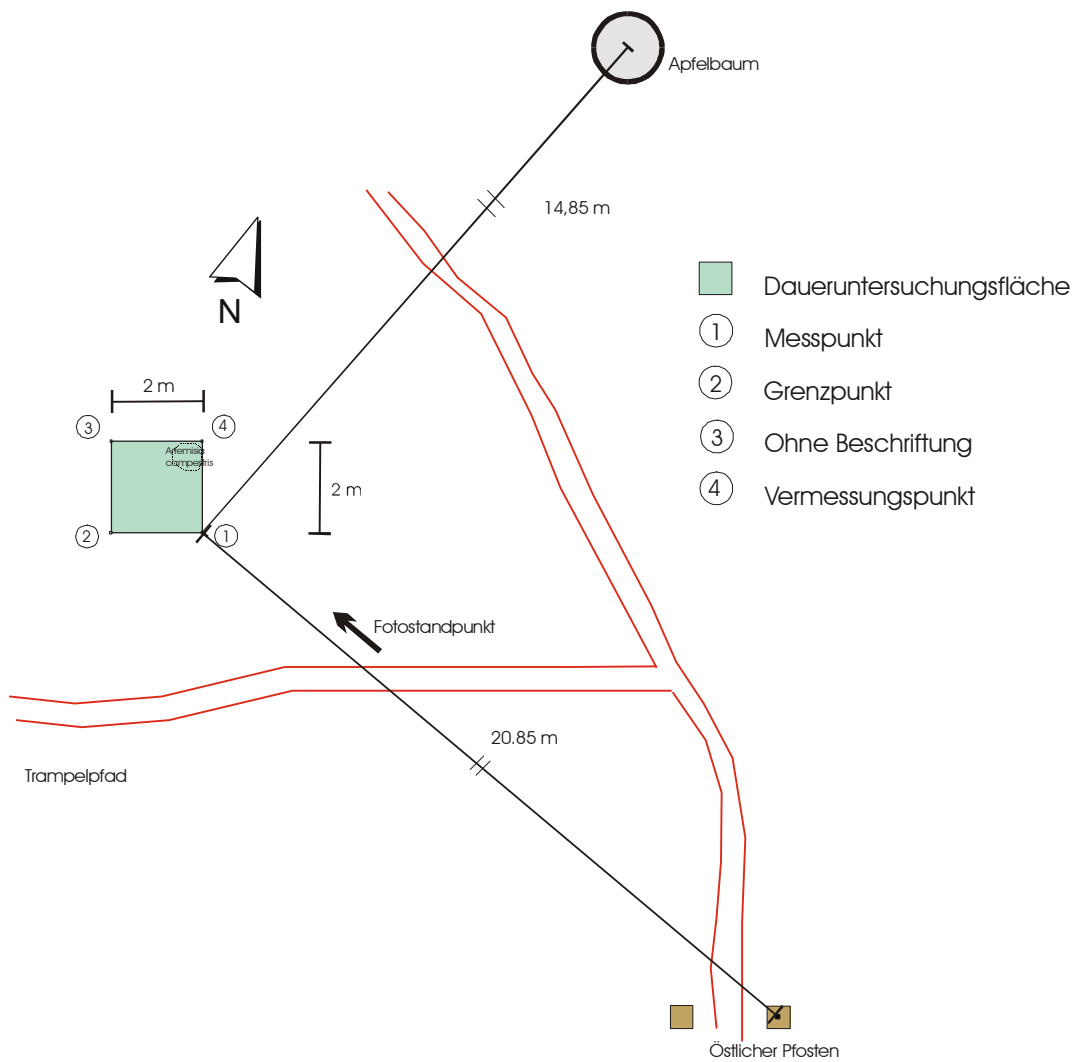 Apfelbaum
14,85 m
N
2 m
3
4
Artemisia
campestris
2 m
2
1
Fotostandpunkt
20.85 m
Trampelpfad
Östlicher Pfosten
Daueruntersuchungsfläche
1 Messpunkt
2 Grenzpunkt
3 Ohne Beschriftung
4 Vermessungspunkt